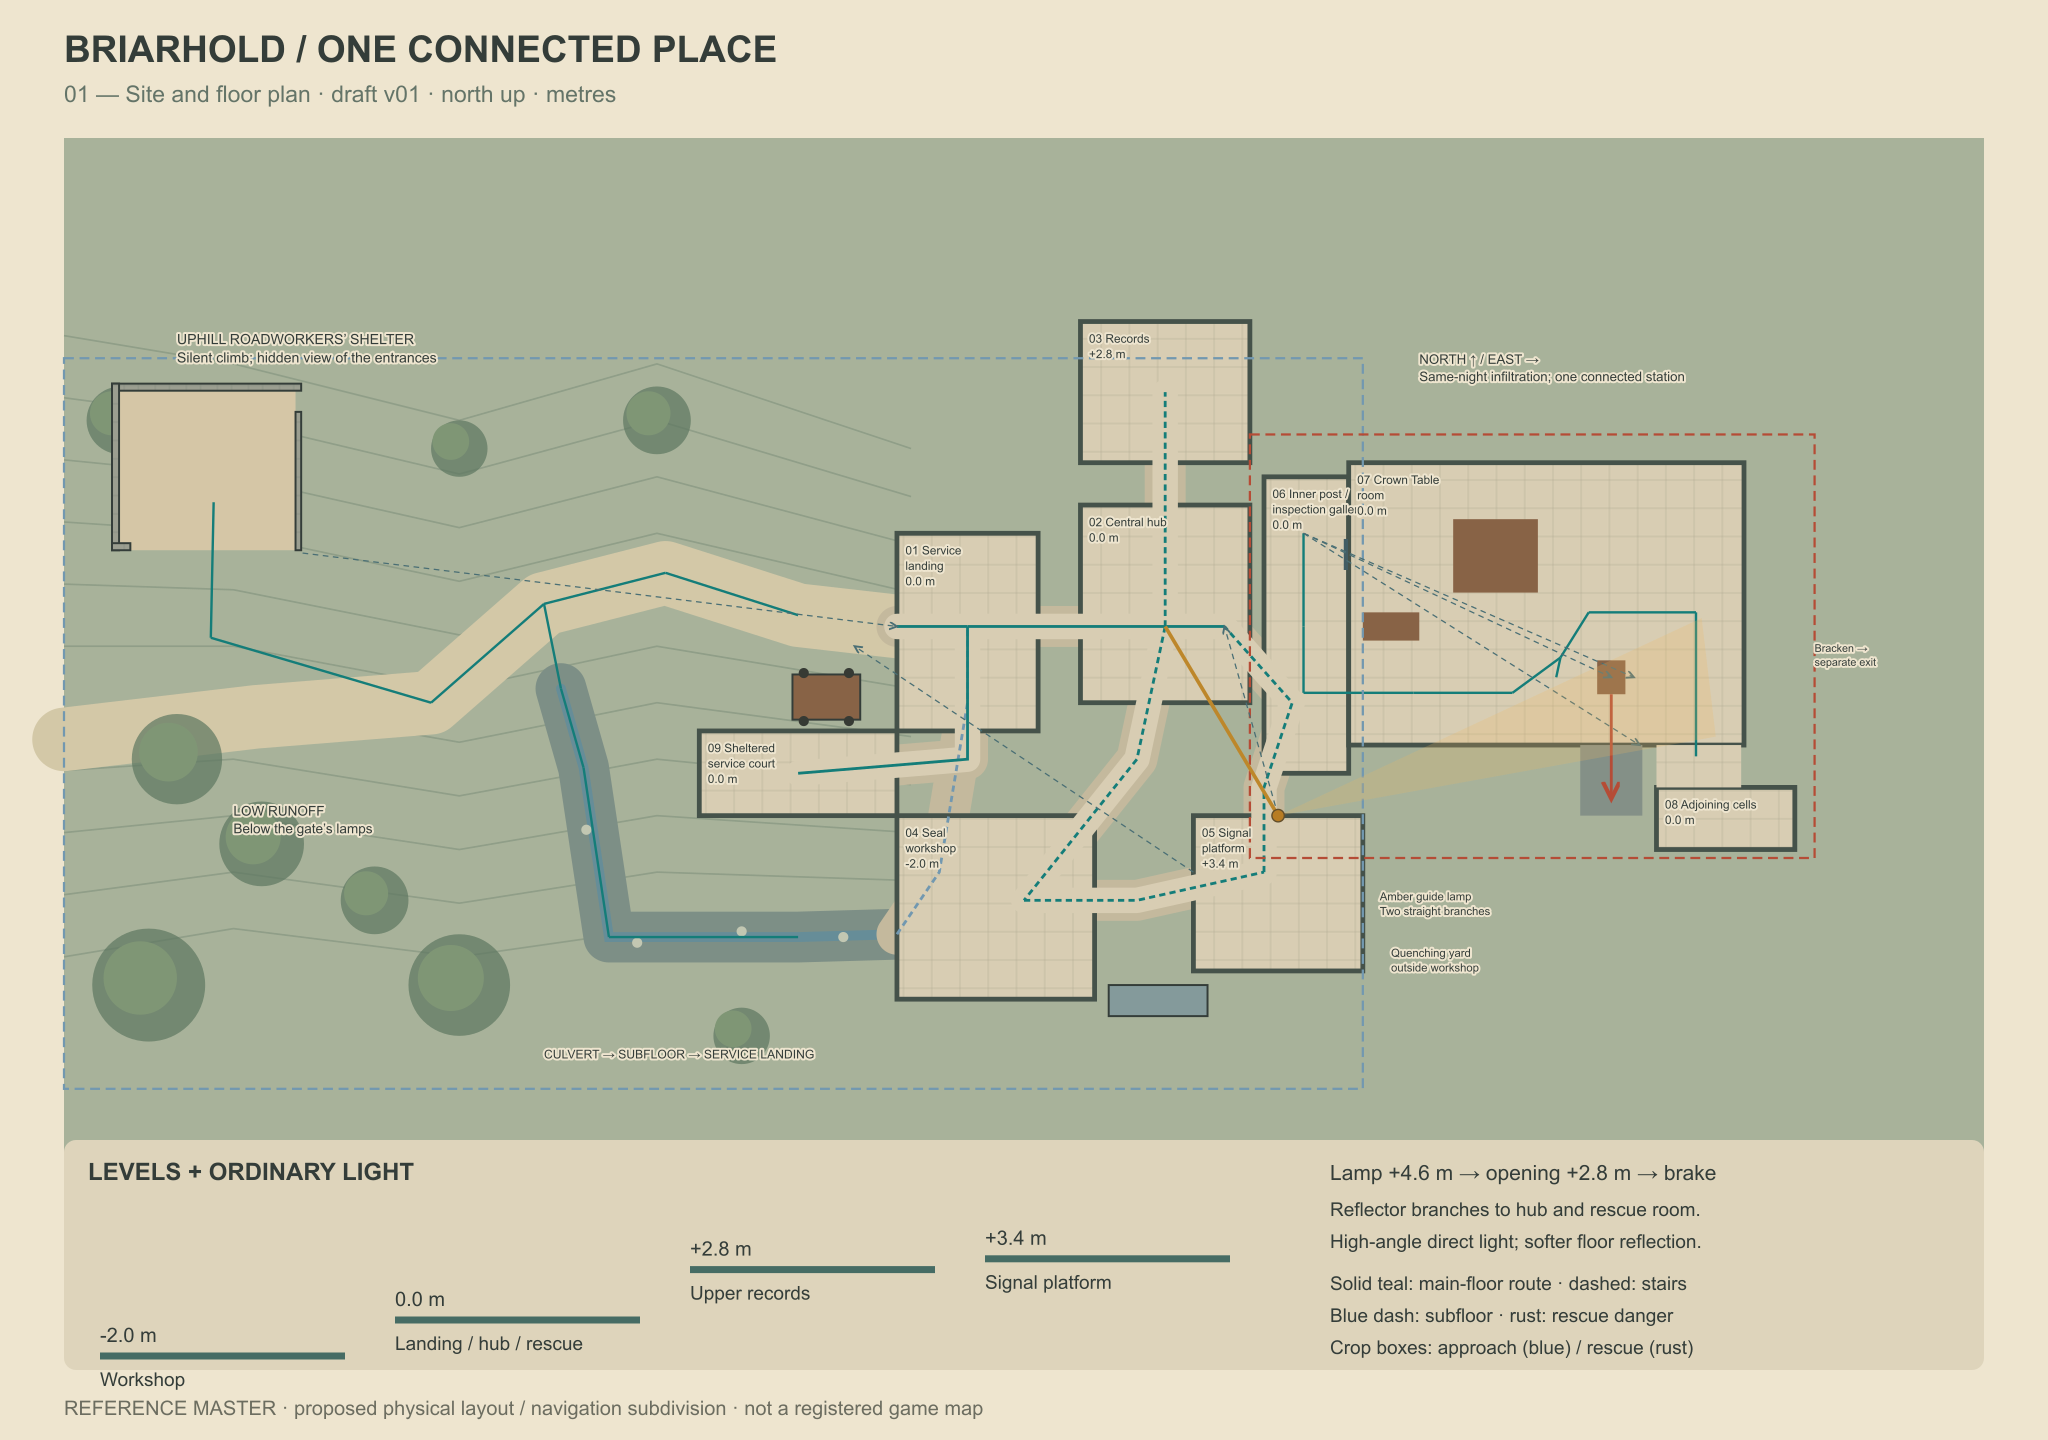 BRIARHOLD / ONE CONNECTED PLACE
01 — Site and floor plan · draft v01 · north up · metres
UPHILL ROADWORKERS' SHELTER
Silent climb; hidden view of the entrances
03 Records
+2.8 m
NORTH ↑ / EAST →
Same-night infiltration; one connected station
06 Inner post /
inspection galle
0.0 m
07 Crown Table
room
0.0 m
02 Central hub
0.0 m
01 Service
landing
0.0 m
Bracken →
separate exit
09 Sheltered
service court
0.0 m
LOW RUNOFF
Below the gate's lamps
04 Seal
workshop
-2.0 m
05 Signal
platform
+3.4 m
08 Adjoining cells
0.0 m
Amber guide lamp
Two straight branches
Quenching yard
outside workshop
CULVERT → SUBFLOOR → SERVICE LANDING
LEVELS + ORDINARY LIGHT
-2.0 m
Workshop
0.0 m
Landing / hub / rescue
+2.8 m
Upper records
+3.4 m
Signal platform
Lamp +4.6 m → opening +2.8 m → brake
Reflector branches to hub and rescue room.
High-angle direct light; softer floor reflection.
Solid teal: main-floor route · dashed: stairs
Blue dash: subfloor · rust: rescue danger
Crop boxes: approach (blue) / rescue (rust)
REFERENCE MASTER · proposed physical layout / navigation subdivision · not a registered game map